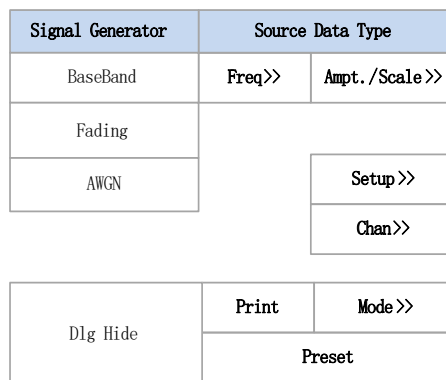 Signal Generator Source Data Type
BaseBand Freq>> Ampt./Scale>>
Fading
AWGN Setup>>
Chan>>
Dlg Hide Print Mode>>
Preset